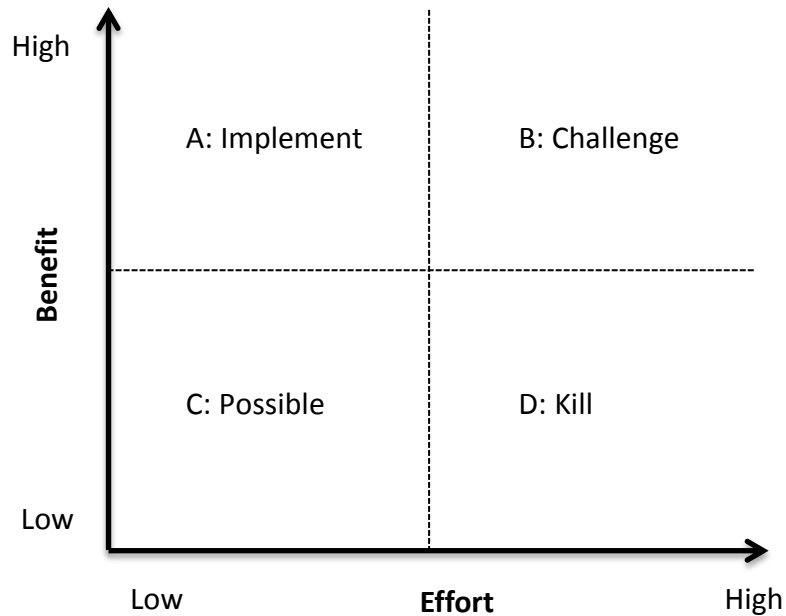 High
A: Implement
B: Challenge
Benefit
C: Possible
D: Kill
Low
Low
Effort
High